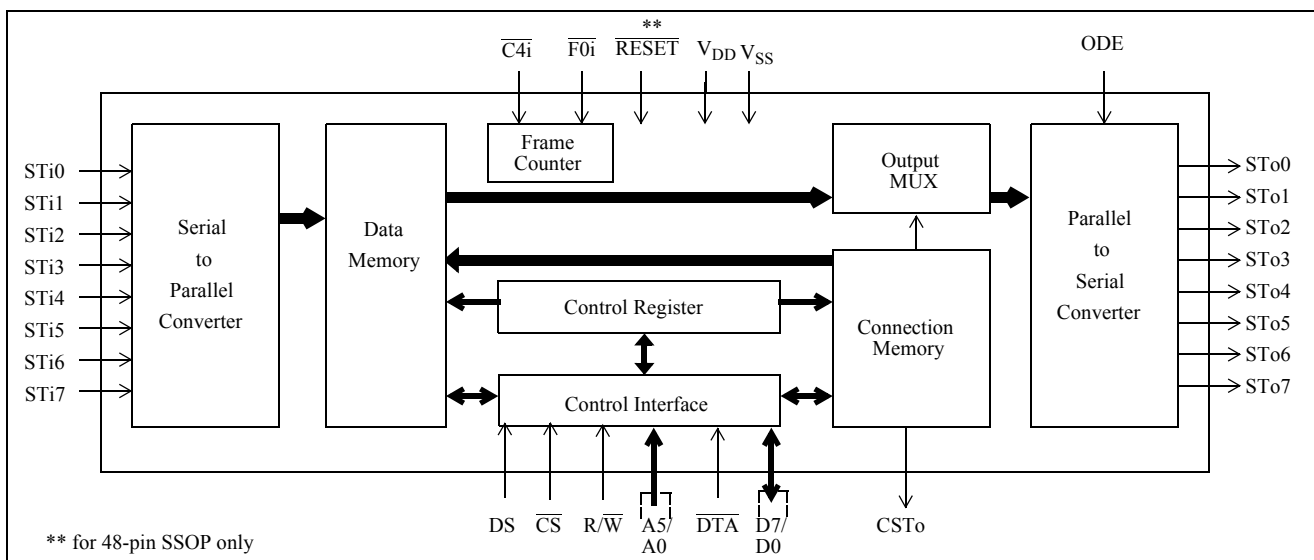 **
C4i F0i RESET VDD VSS ODE
Frame
Counter
Output
MUX
STi0
STi1
STi2
STi3
STi4
STi5
STi6
STi7
Serial
to
Parallel
Converter
Data
Memory
Control Register
Control Interface
Connection
Memory
Parallel
to
Serial
Converter
STo0
STo1
STo2
STo3
STo4
STo5
STo6
STo7
DS CS R/W A5/
A0 DTA D7/
D0 CSTo
** for 48-pin SSOP only